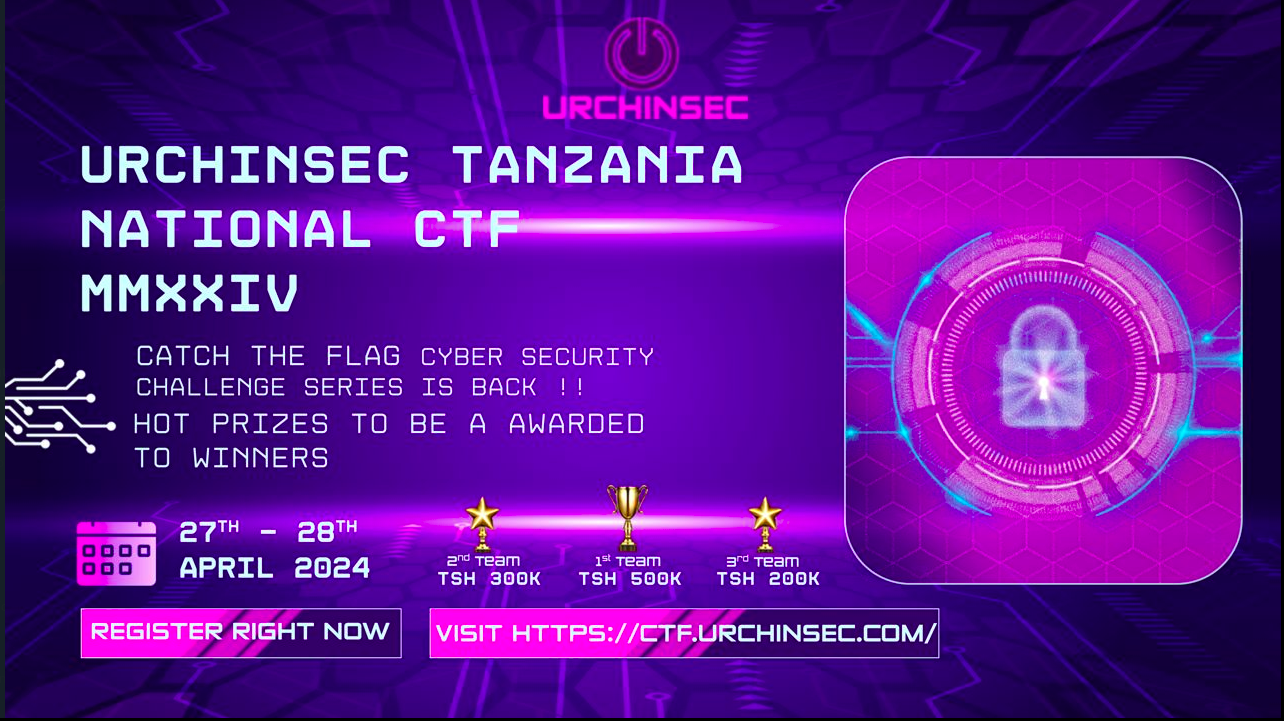 URCHINSEC
URCHINSEC TANZANIA
NATIONAL CTF
MMXXIV
CATCH THE FLAG CYBER SECURITY
CHALLENGE SERIES IS BACK !!
HOT PRIZES TO BE A AWARDED
TO WINNERS
27TH - 28TH
APRIL 2024
2nd Team
TSH 300K
1st Team
TSH 500K
3rd Team
TSH 200K
REGISTER RIGHT NOW
VISIT HTTPS://CTF.URCHINSEC.COM/